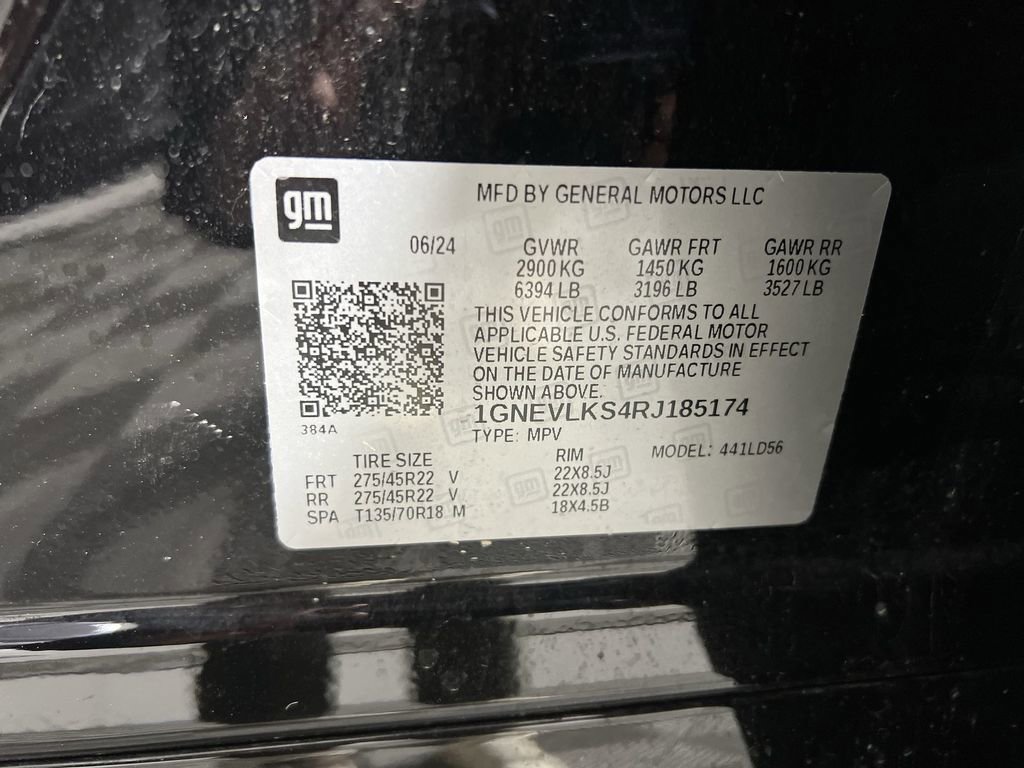 gm
MFD BY GENERAL MOTORS LLC
06/24 GVWR GAWR FRT GAWR RR
2900 KG 1450 KG 1600 KG
6394 LB 3196 LB 3527 LB
THIS VEHICLE CONFORMS TO ALL
APPLICABLE U.S. FEDERAL MOTOR
VEHICLE SAFETY STANDARDS IN EFFECT
ON THE DATE OF MANUFACTURE
SHOWN ABOVE.
1GNEVLKS4RJ185174
384A
TYPE: MPV MODEL: 441LD56
TIRE SIZE RIM
FRT 275/45R22 V 22X8.5J
RR 275/45R22 V 22X8.5J
SPA T135/70R18 M 18X4.5B